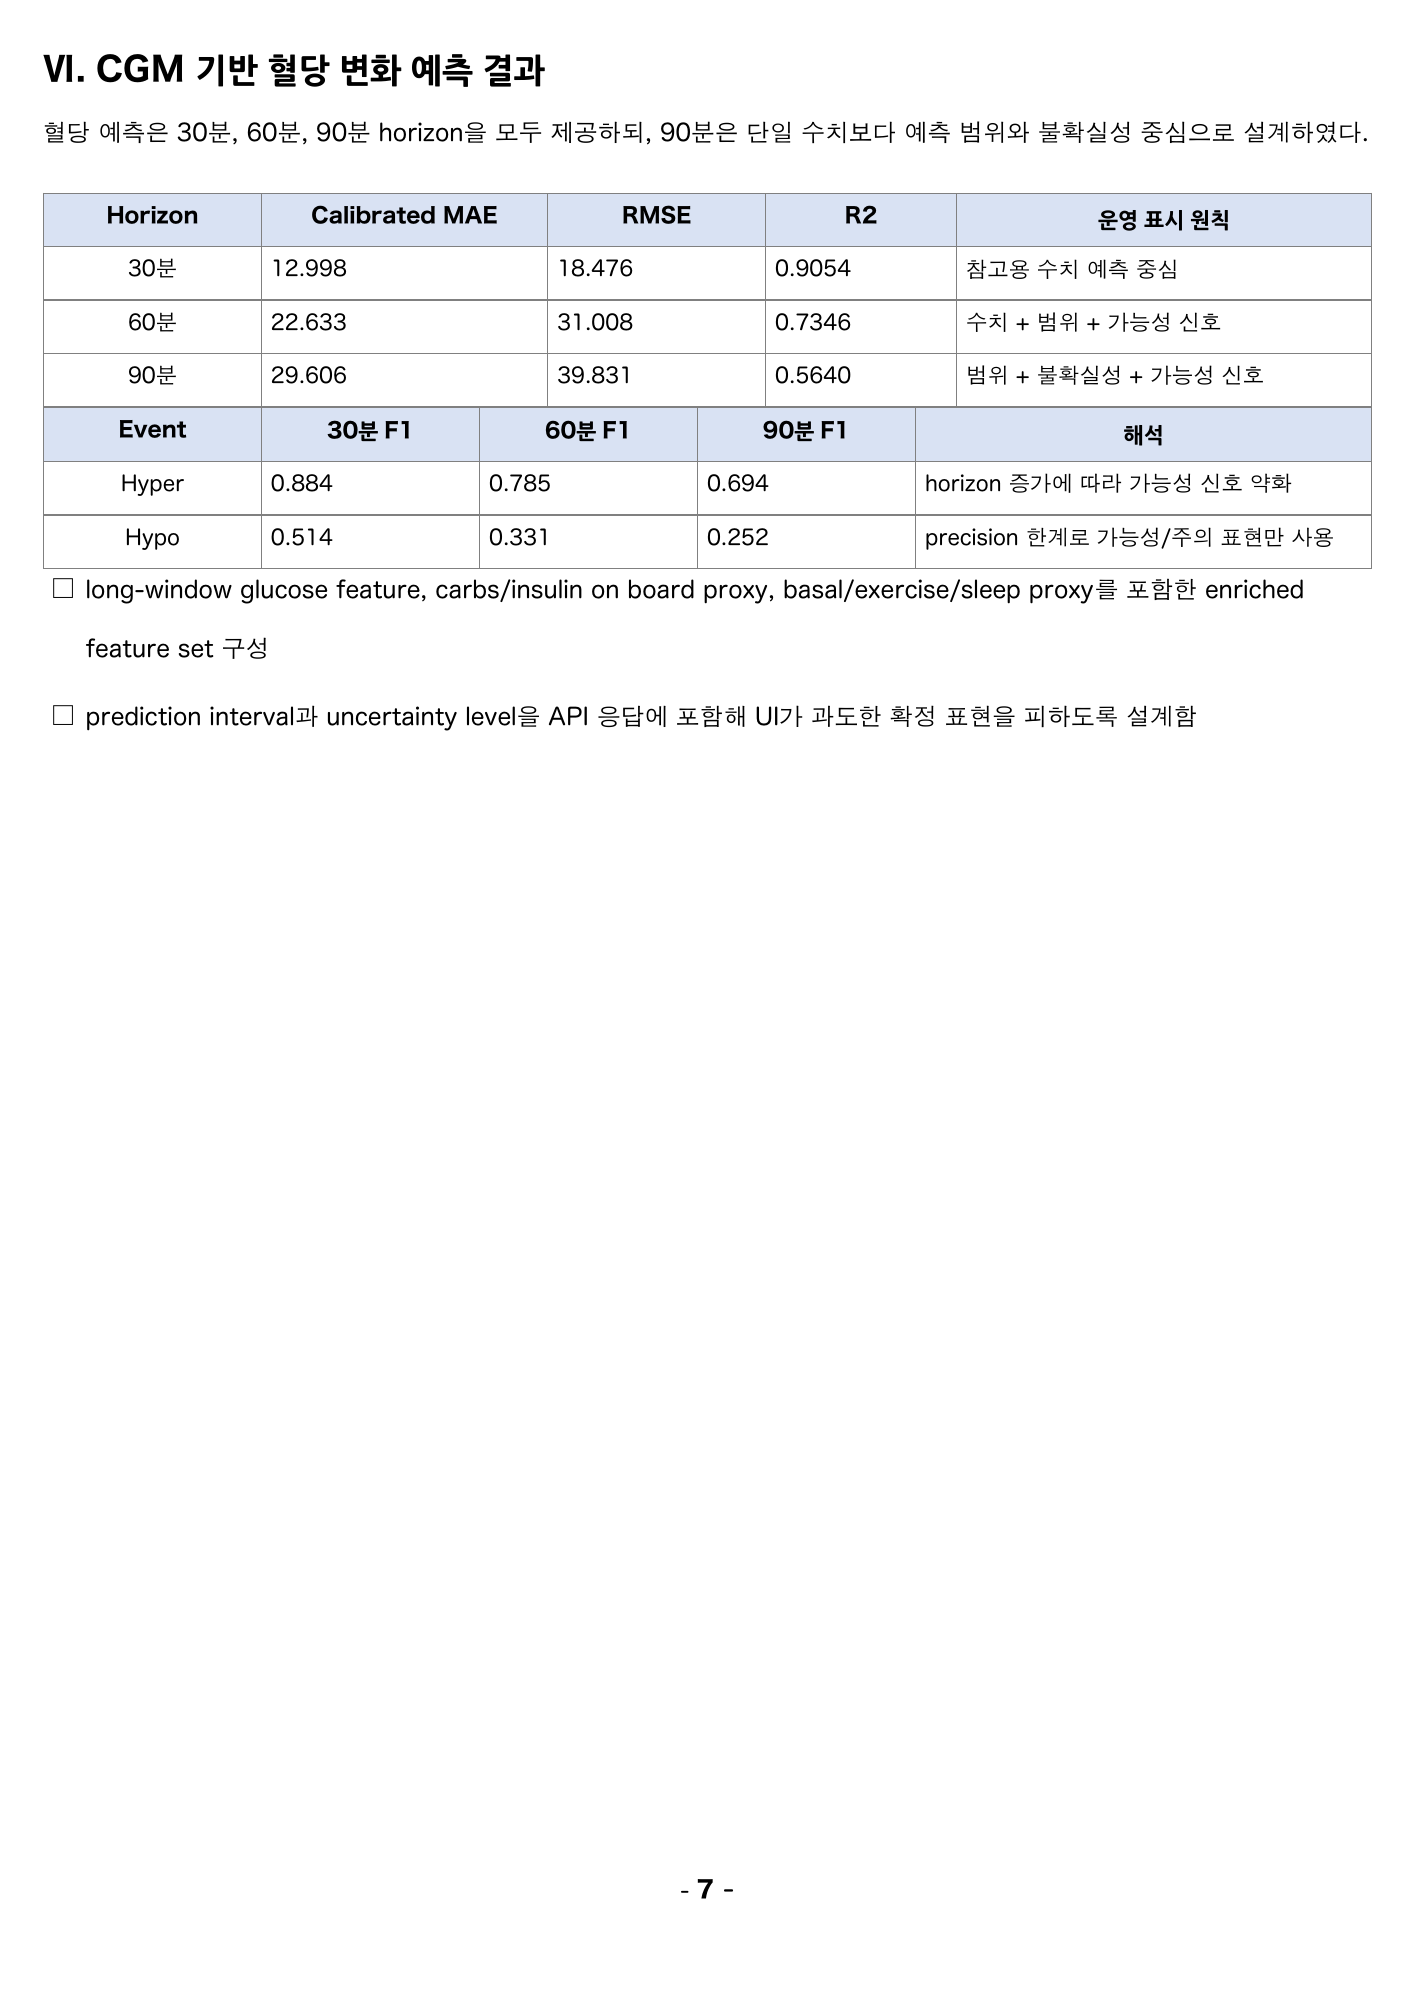 Ⅵ. CGM 기반 혈당 변화 예측 결과
혈당 예측은 30분, 60분, 90분 horizon을 모두 제공하되, 90분은 단일 수치보다 예측 범위와 불확실성 중심으로 설계하였다.
Horizon Calibrated MAE RMSE R2 운영 표시 원칙
30분 12.998 18.476 0.9054 참고용 수치 예측 중심
60분 22.633 31.008 0.7346 수치 + 범위 + 가능성 신호
90분 29.606 39.831 0.5640 범위 + 불확실성 + 가능성 신호
Event 30분 F1 60분 F1 90분 F1 해석
Hyper 0.884 0.785 0.694 horizon 증가에 따라 가능성 신호 약화
Hypo 0.514 0.331 0.252 precision 한계로 가능성/주의 표현만 사용
□ long-window glucose feature, carbs/insulin on board proxy, basal/exercise/sleep proxy를 포함한 enriched
feature set 구성
□ prediction interval과 uncertainty level을 API 응답에 포함해 UI가 과도한 확정 표현을 피하도록 설계함
- 7 -